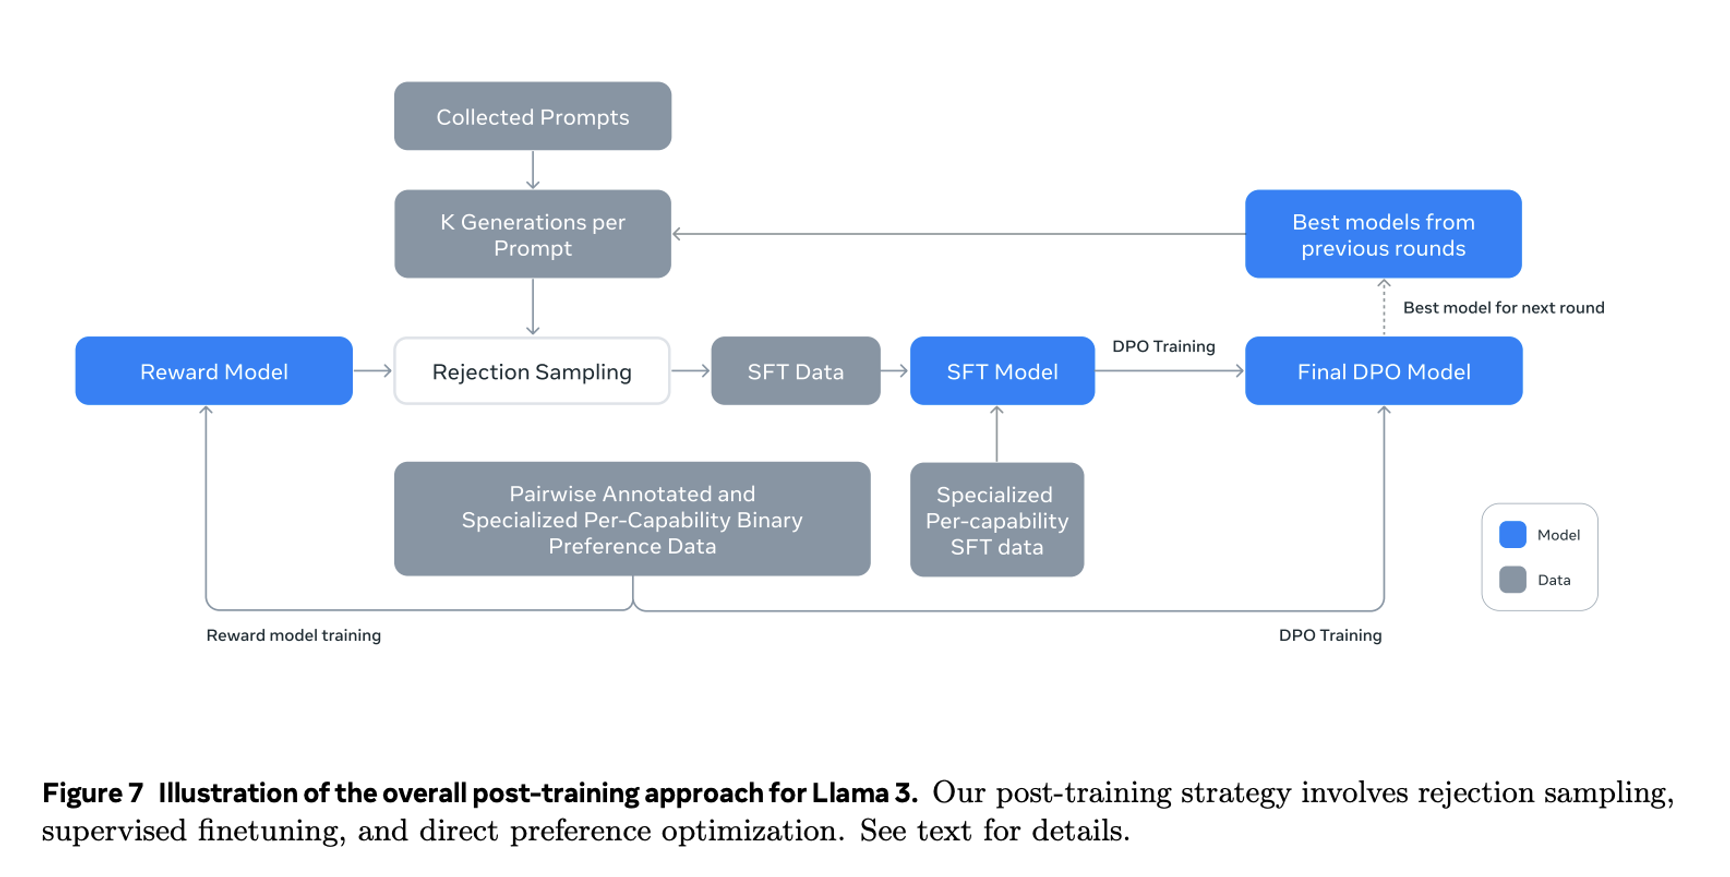 Collected Prompts
K Generations per
Prompt
Best models from
previous rounds
Best model for next round
Reward Model
Rejection Sampling
SFT Data
SFT Model
DPO Training
Final DPO Model
Pairwise Annotated and
Specialized Per-Capability Binary
Preference Data
Specialized
Per-capability
SFT data
Model
Data
Reward model training
DPO Training
Figure 7 Illustration of the overall post-training approach for Llama 3. Our post-training strategy involves rejection sampling,
supervised finetuning, and direct preference optimization. See text for details.